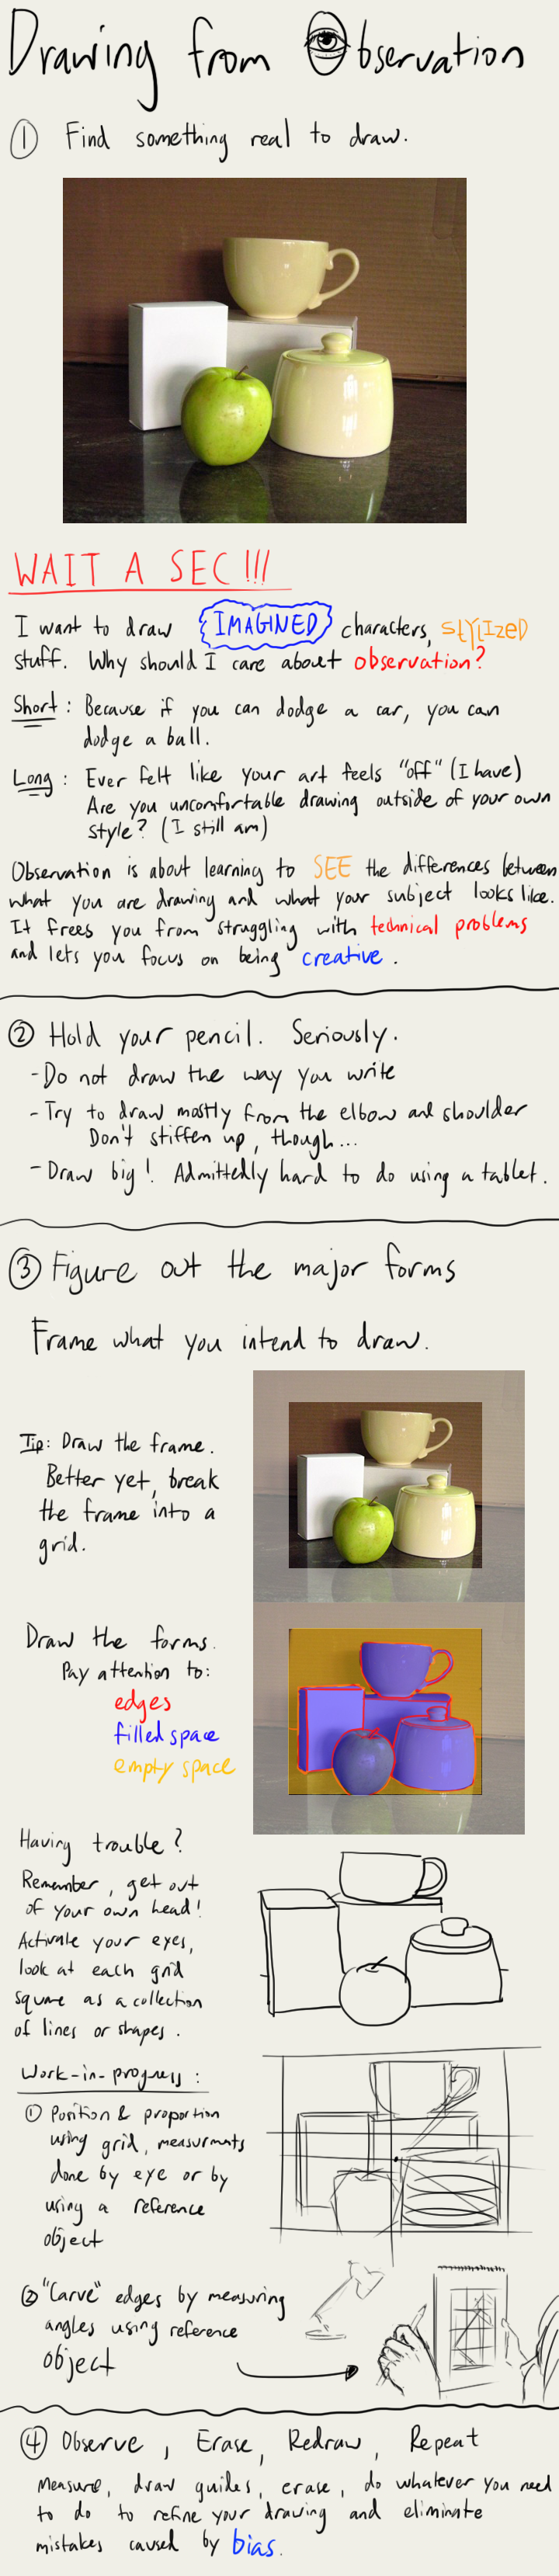 Drawing from Observation
① Find something real to draw.
WAIT A SEC!!!
I want to draw IMAGINED characters, stylized
stuff. Why should I care about observation?
Short: Because if you can dodge a car, you can
dodge a ball.
Long: Ever felt like your art feels "off" (I have)
Are you uncomfortable drawing outside of your own
style? (I still am)
Observation is about learning to SEE the differences between
what you are drawing and what your subject looks like.
It frees you from struggling with technical problems
and lets you focus on being creative.
② Hold your pencil. Seriously.
- Do not draw the way you write
- Try to draw mostly from the elbow and shoulder
Don't stiffen up, though...
- Draw big! Admittedly hard to do using a tablet.
③ Figure out the major forms
Frame what you intend to draw.
Tip: Draw the frame.
Better yet, break
the frame into a
grid.
Draw the forms.
Pay attention to:
edges
filled space
empty space
Having trouble?
Remember, get out
of your own head!
Activate your eyes,
look at each grid
square as a collection
of lines or shapes.
Work-in-progress:
① Position & proportion
using grid, measurmnts
done by eye or by
using a reference
object
② "Carve" edges by measuring
angles using reference
object
④ Observe, Erase, Redraw, Repeat
Measure, draw guides, erase, do whatever you need
to do to refine your drawing and eliminate
mistakes caused by bias.